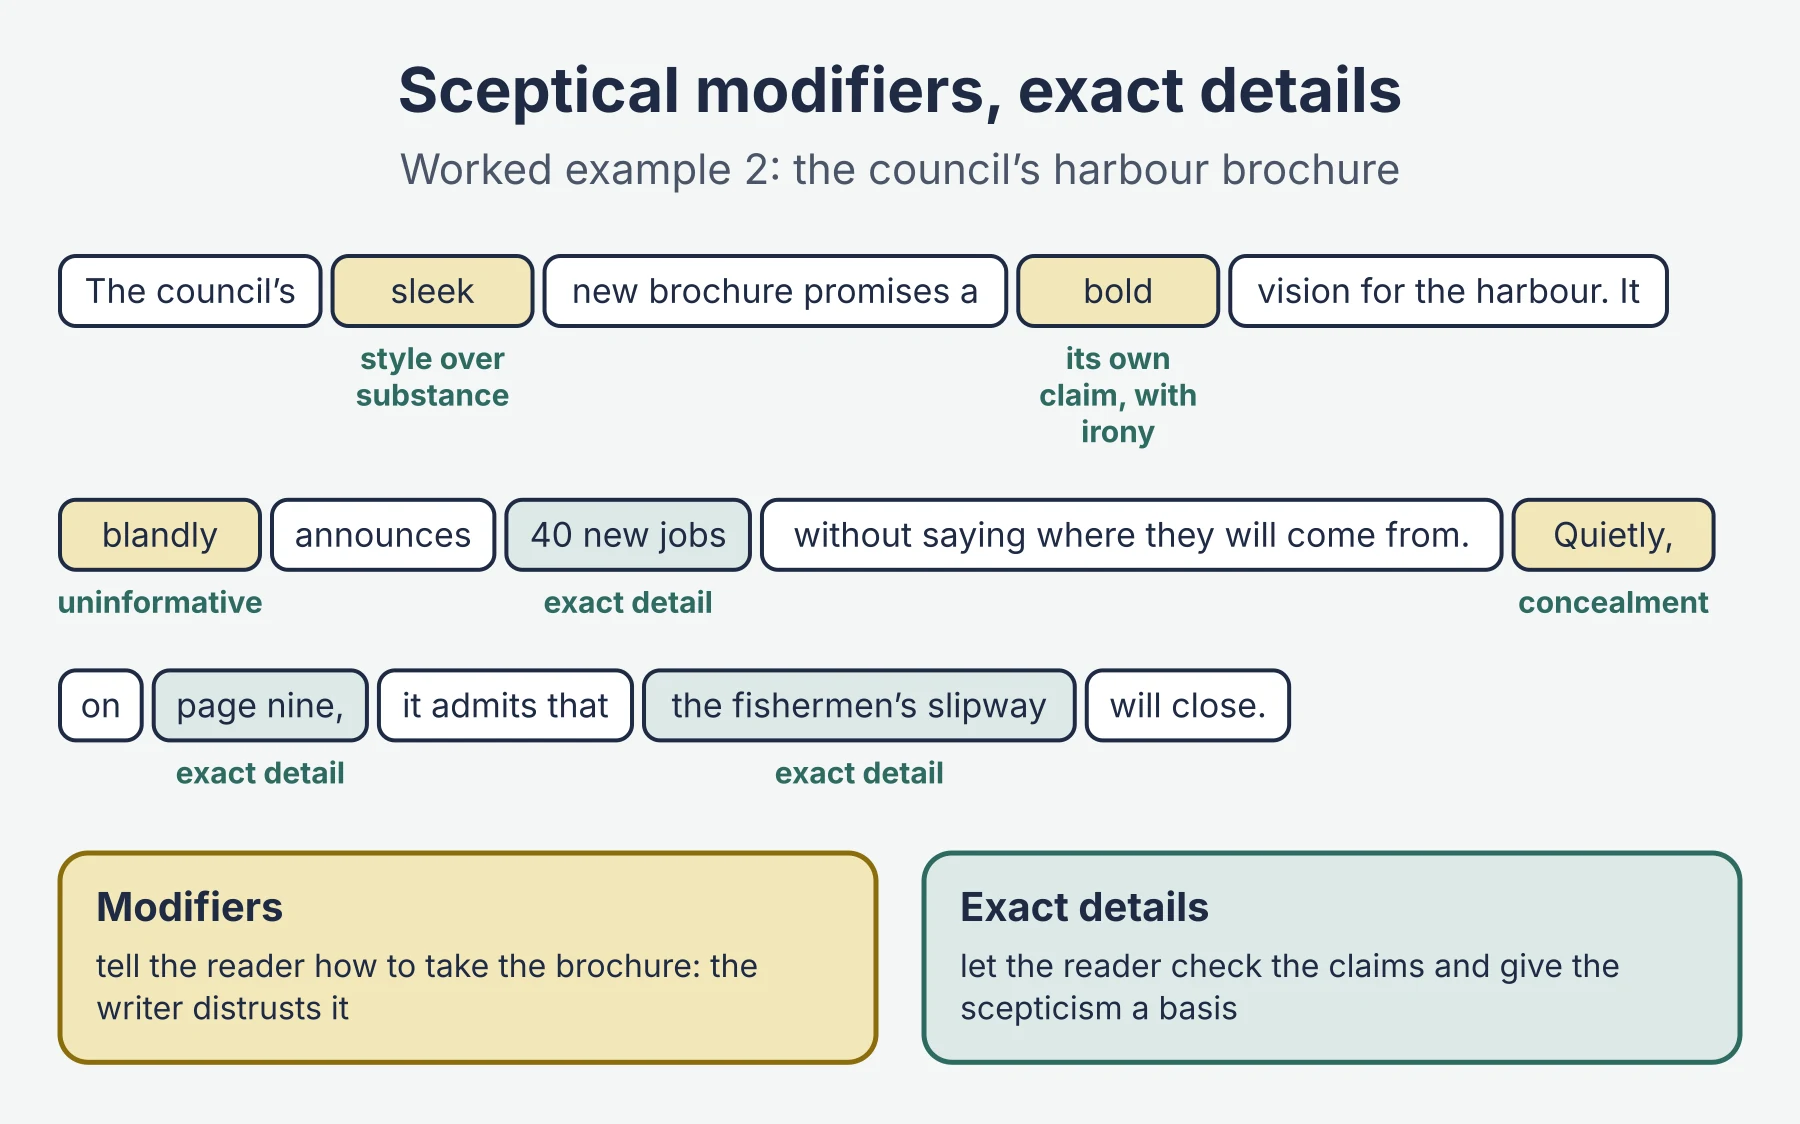 Sceptical modifiers, exact details
Worked example 2: the council’s harbour brochure
The council’s sleek new brochure promises a bold vision for the harbour. It
style over
substance
its own
claim, with
irony
blandly announces 40 new jobs without saying where they will come from. Quietly,
uninformative exact detail concealment
on page nine, it admits that the fishermen’s slipway will close.
exact detail exact detail
Modifiers
tell the reader how to take the brochure: the
writer distrusts it
Exact details
let the reader check the claims and give the
scepticism a basis